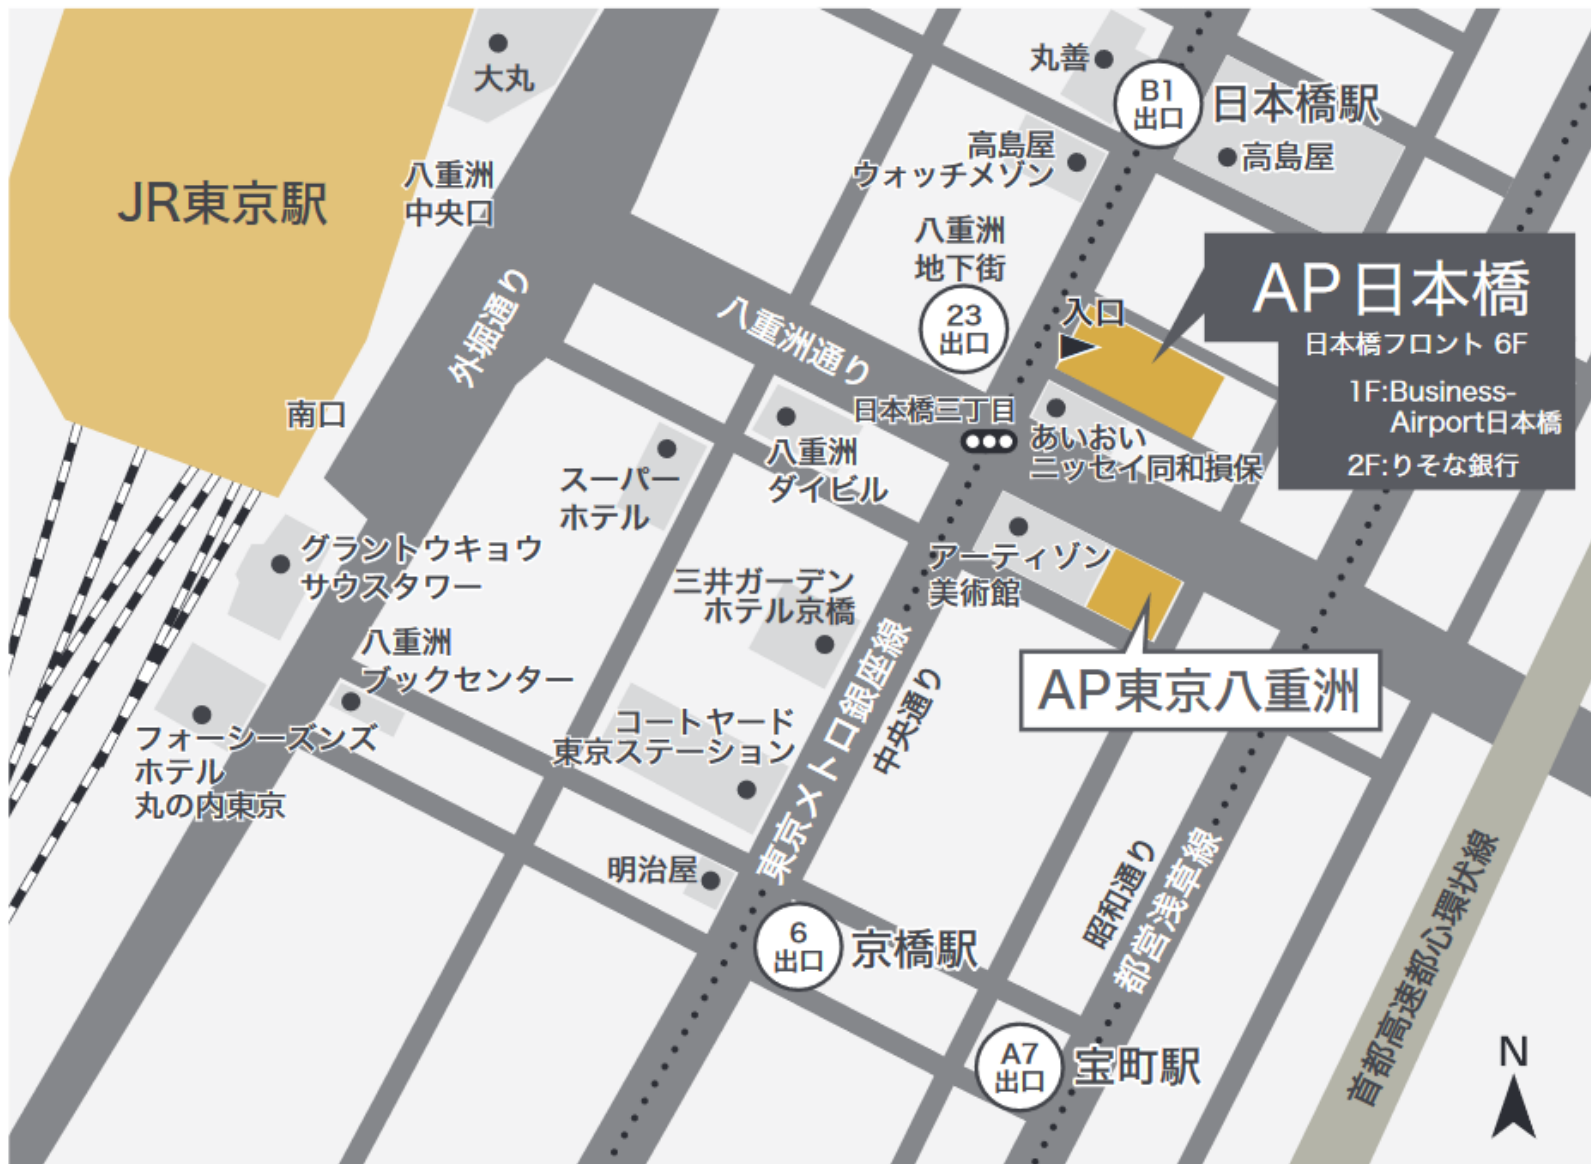 大丸
丸善
B1
出口
日本橋駅
高島屋
ウォッチメゾン
高島屋
JR東京駅
八重洲
中央口
八重洲
地下街
23
出口
入口
AP日本橋
日本橋フロント 6F
1F:Business-
Airport日本橋
2F:りそな銀行
外堀通り
八重洲通り
南口
日本橋三丁目
あいおい
ニッセイ同和損保
八重洲
ダイビル
スーパー
ホテル
グラントウキョウ
サウスタワー
アーティゾン
美術館
三井ガーデン
ホテル京橋
八重洲
ブックセンター
AP東京八重洲
フォーシーズンズ
ホテル
丸の内東京
コートヤード
東京ステーション
東京メトロ銀座線
中央通り
明治屋
6
出口
京橋駅
昭和通り
都営浅草線
首都高速都心環状線
A7
出口
宝町駅
N